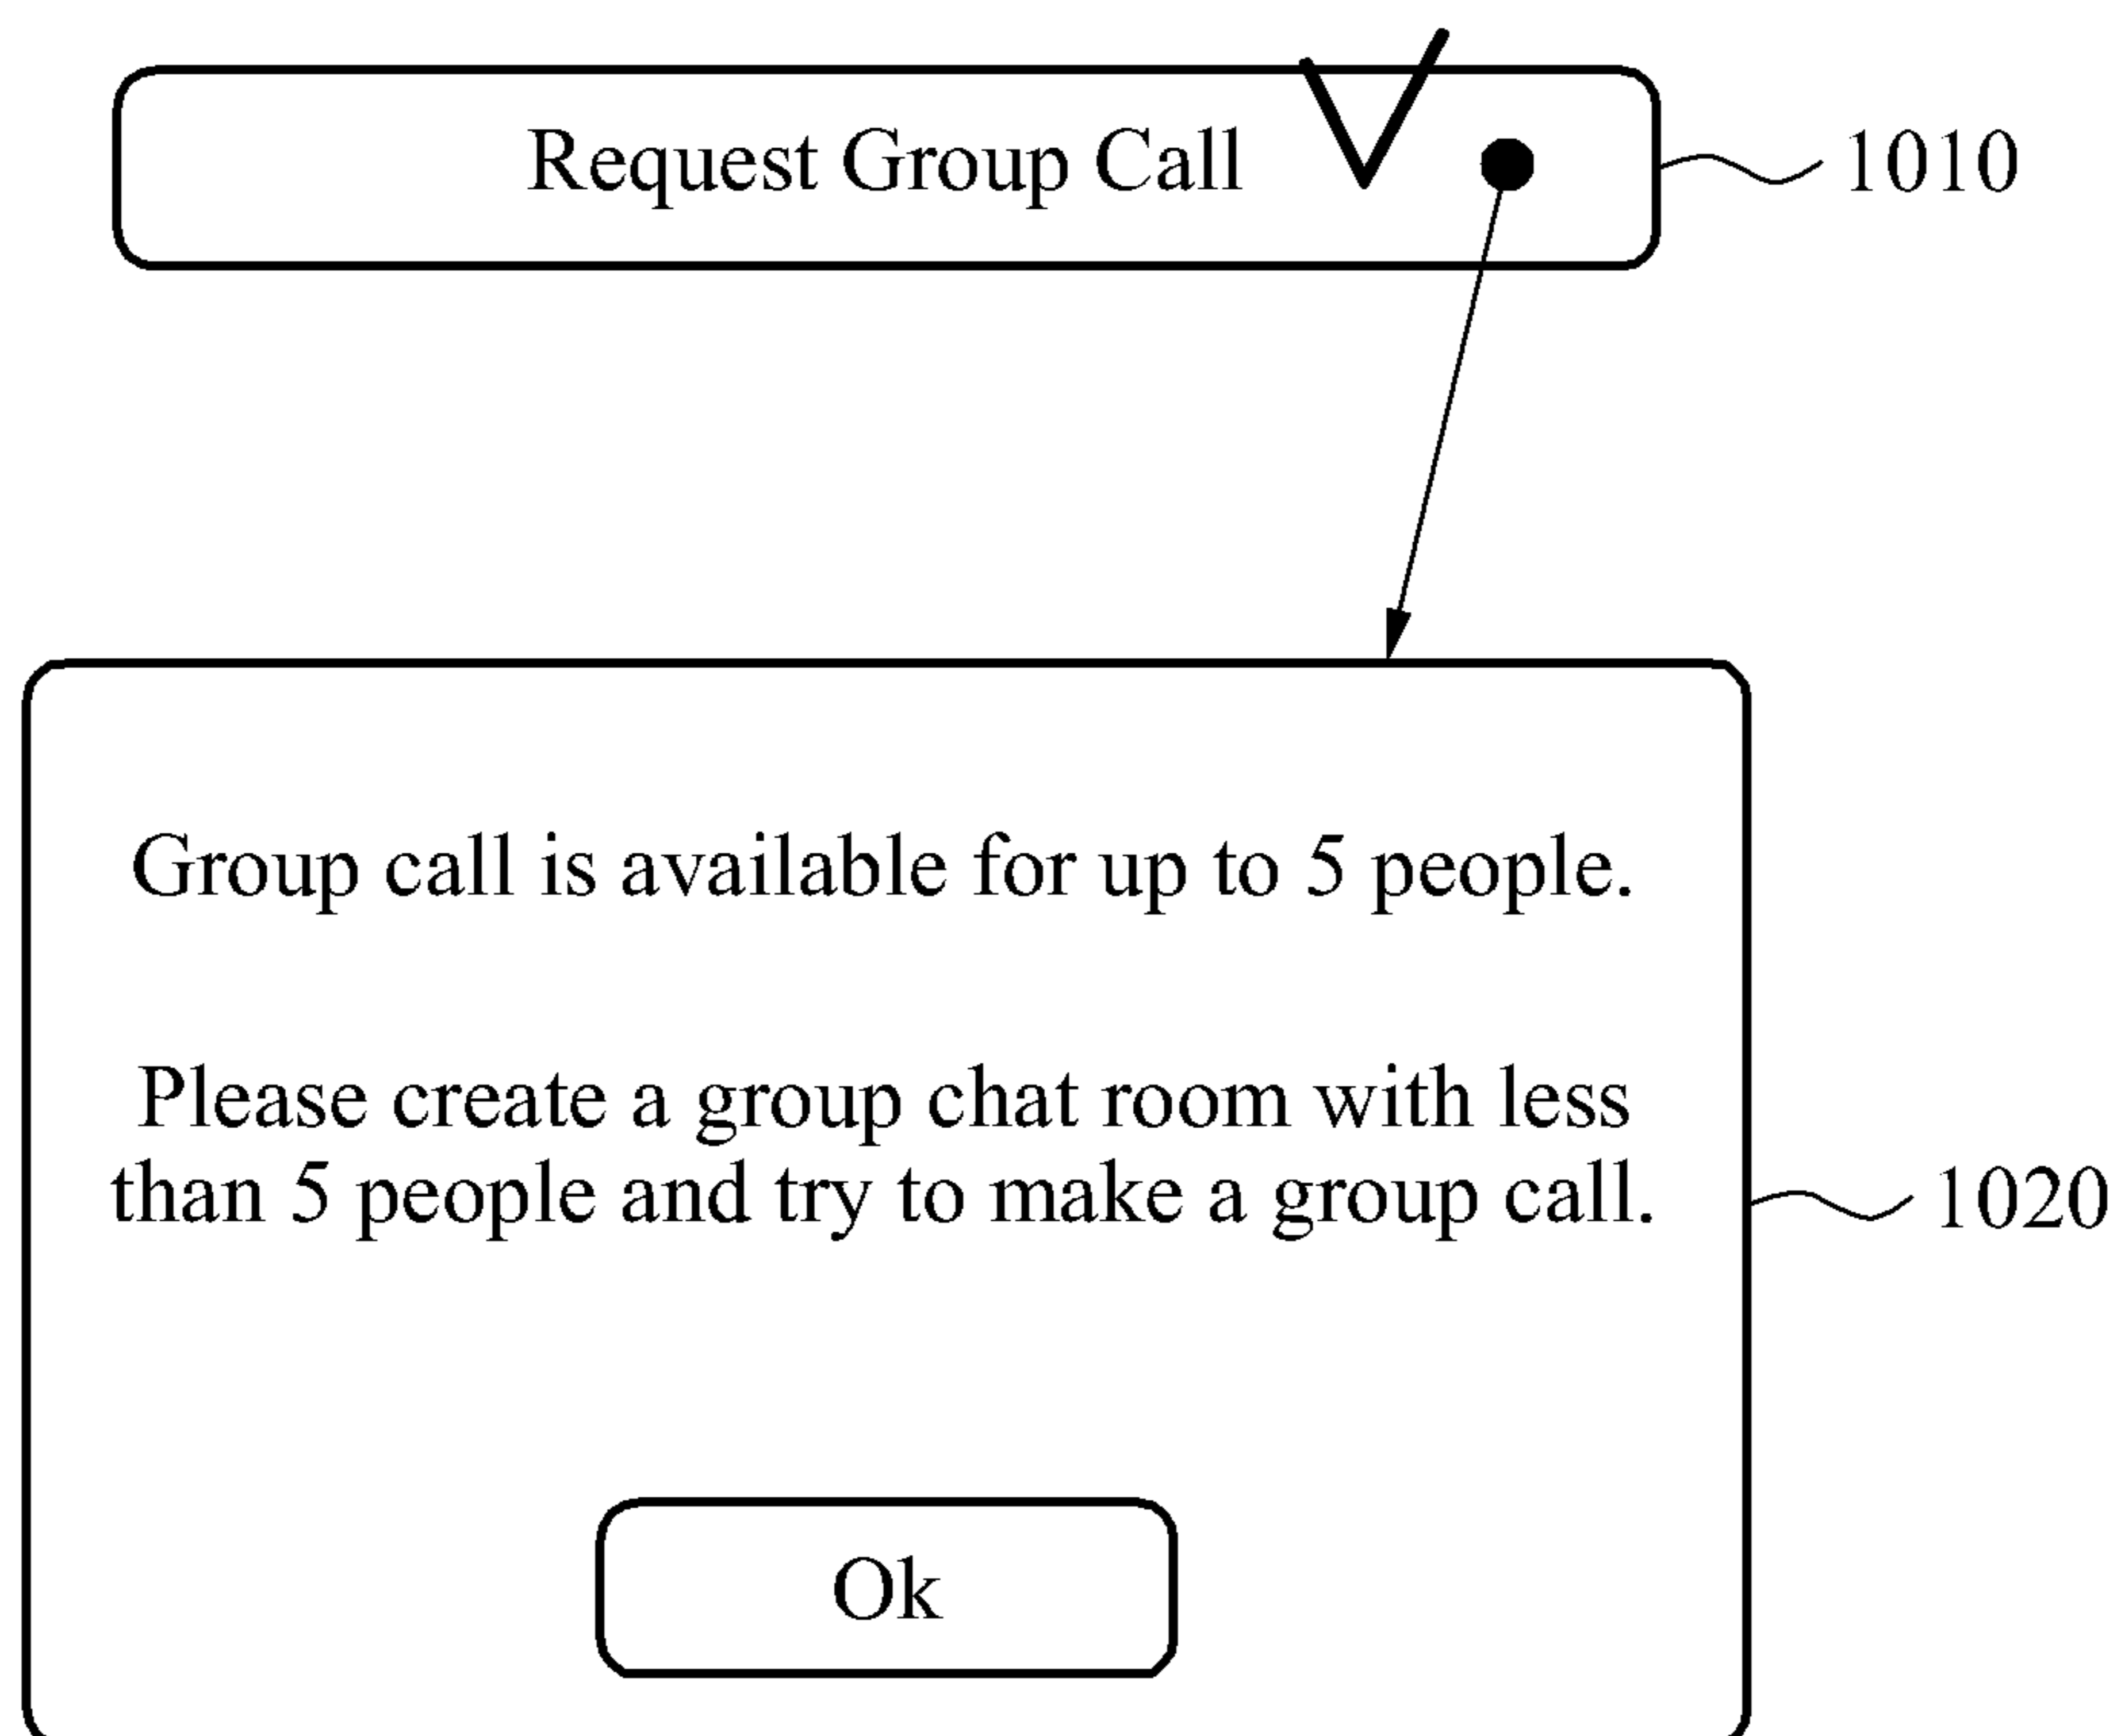 Request Group Call
1010
Group call is available for up to 5 people.
Please create a group chat room with less
than 5 people and try to make a group call.
1020
Ok